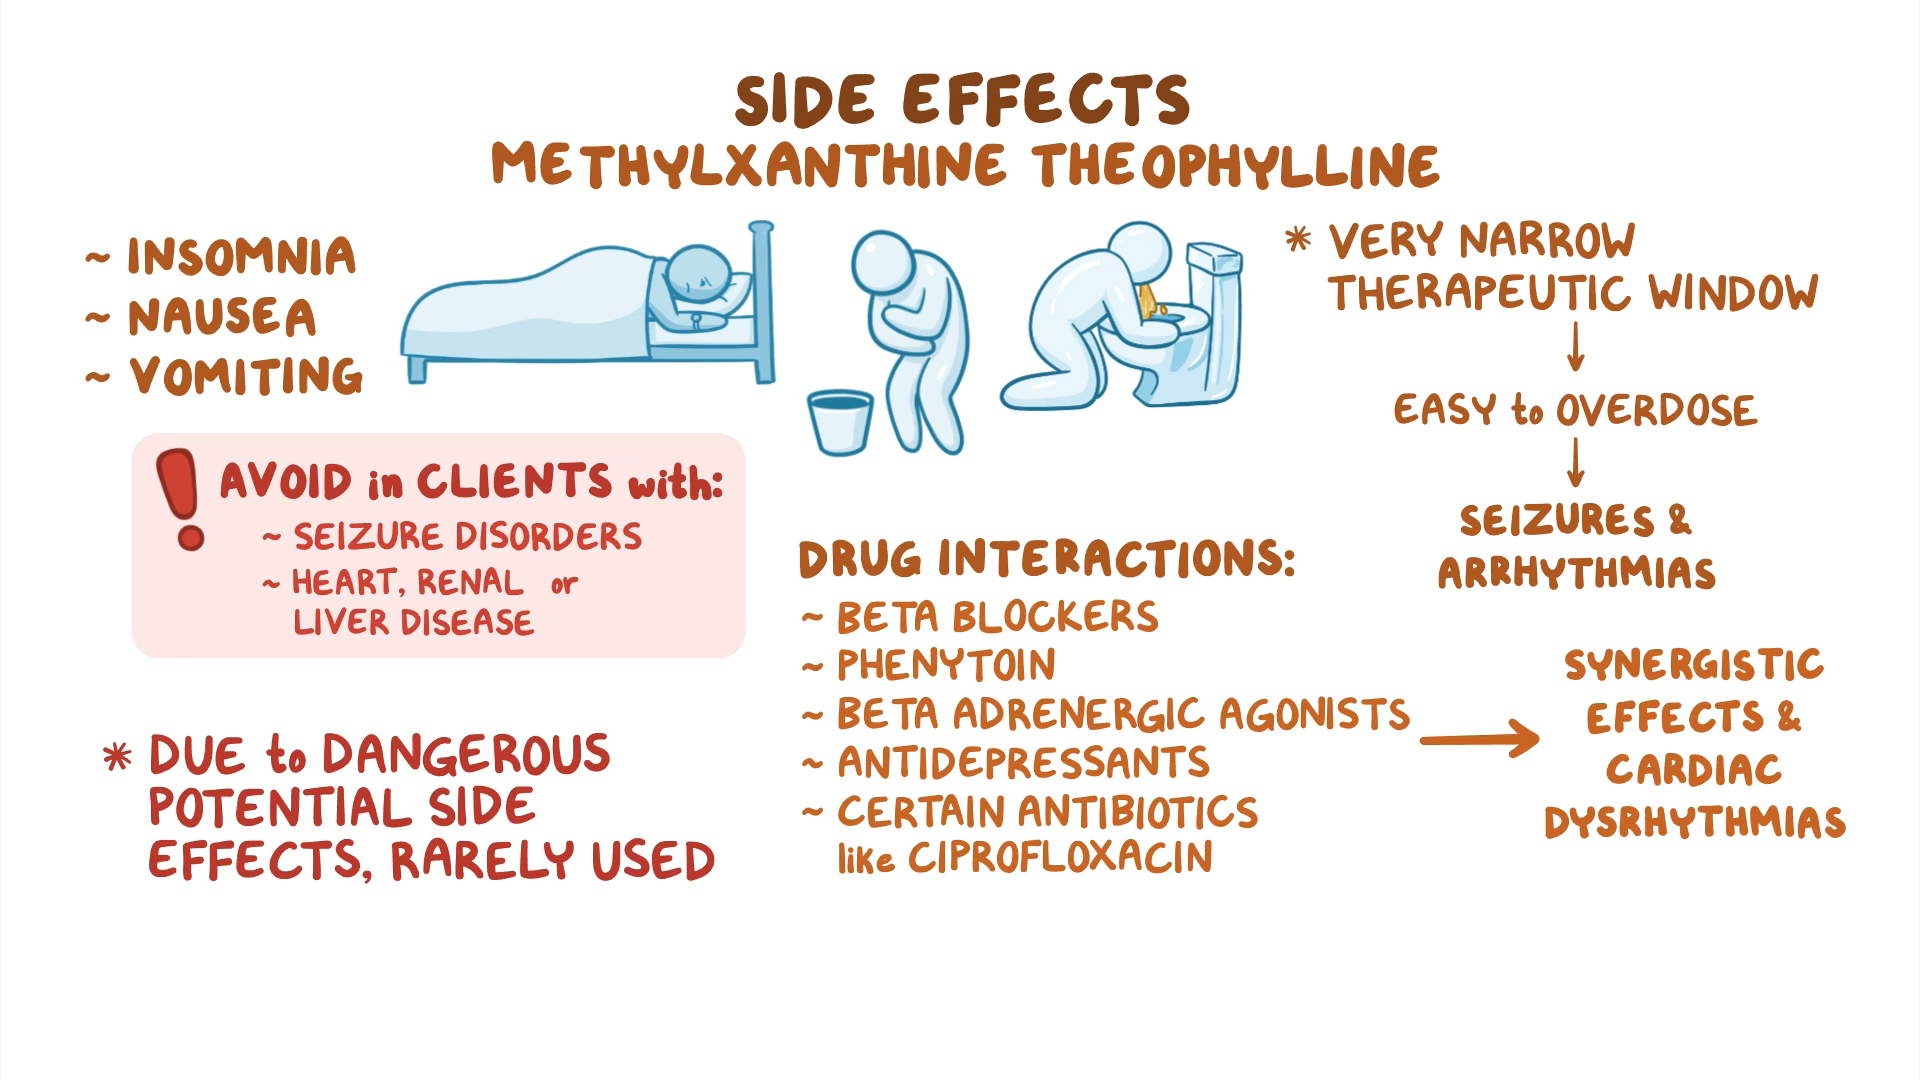 SIDE EFFECTS
METHYLXANTHINE THEOPHYLLINE
~ INSOMNIA
~ NAUSEA
~ VOMITING
* VERY NARROW
THERAPEUTIC WINDOW
EASY to OVERDOSE
SEIZURES &
ARRHYTHMIAS
! AVOID in CLIENTS with:
~ SEIZURE DISORDERS
~ HEART, RENAL or
LIVER DISEASE
* DUE to DANGEROUS
POTENTIAL SIDE
EFFECTS, RARELY USED
DRUG INTERACTIONS:
~ BETA BLOCKERS
~ PHENYTOIN
~ BETA ADRENERGIC AGONISTS
~ ANTIDEPRESSANTS
~ CERTAIN ANTIBIOTICS
like CIPROFLOXACIN
SYNERGISTIC
EFFECTS &
CARDIAC
DYSRHYTHMIAS